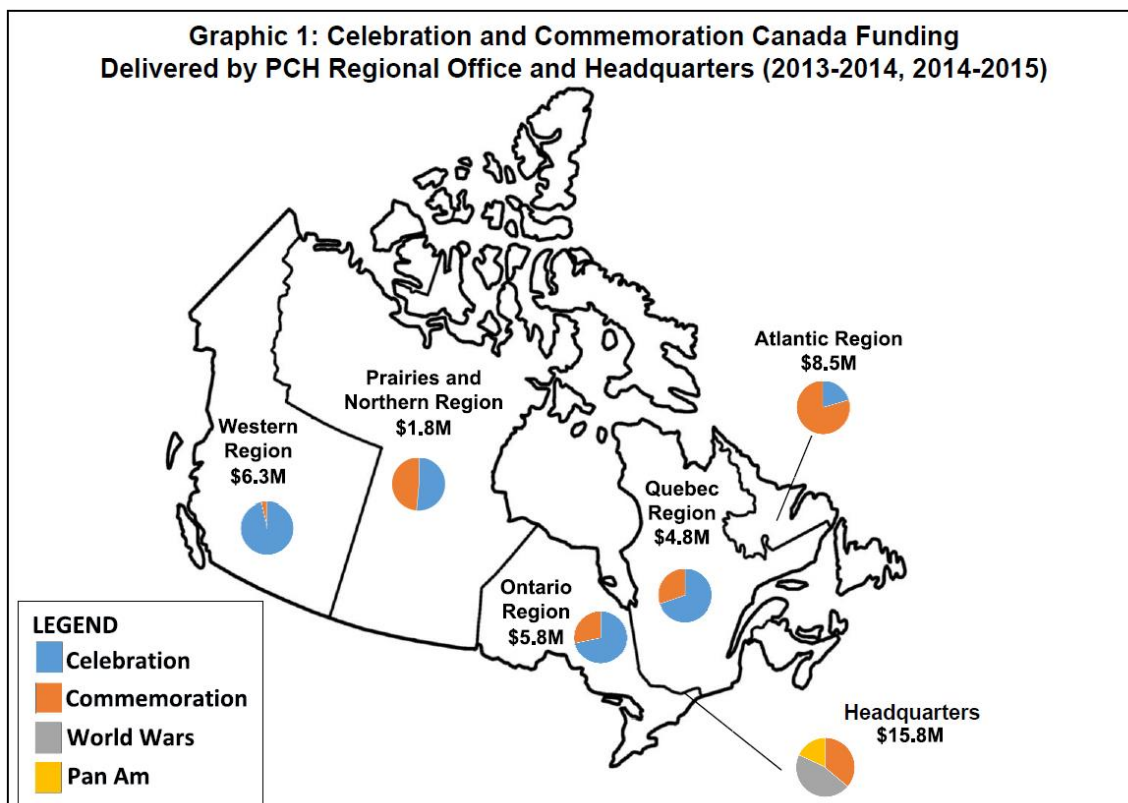 Graphic 1: Celebration and Commemoration Canada Funding
Delivered by PCH Regional Office and Headquarters (2013-2014, 2014-2015)
Atlantic Region
$8.5M
Prairies and
Northern Region
$1.8M
Western
Region
$6.3M
Quebec
Region
$4.8M
Ontario
Region
$5.8M
LEGEND
Celebration
Commemoration
World Wars
Pan Am
Headquarters
$15.8M